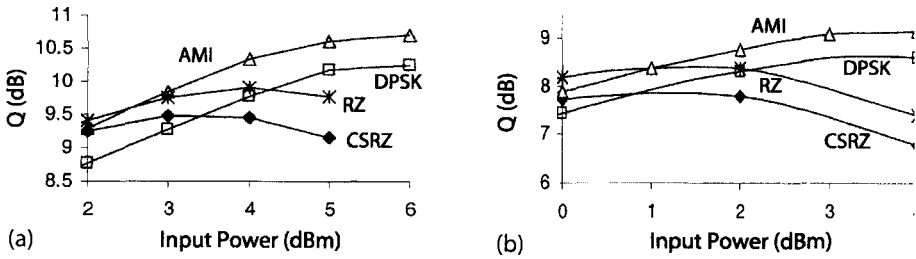 11
10.5
10
9.5
9
8.5
Q (dB)
AMI
DPSK
RZ
CSRZ
2 3 4 5 6
(a) Input Power (dBm)
9
8
7
6
Q (dB)
AMI
DPSK
RZ
CSRZ
0 1 2 3
(b) Input Power (dBm)